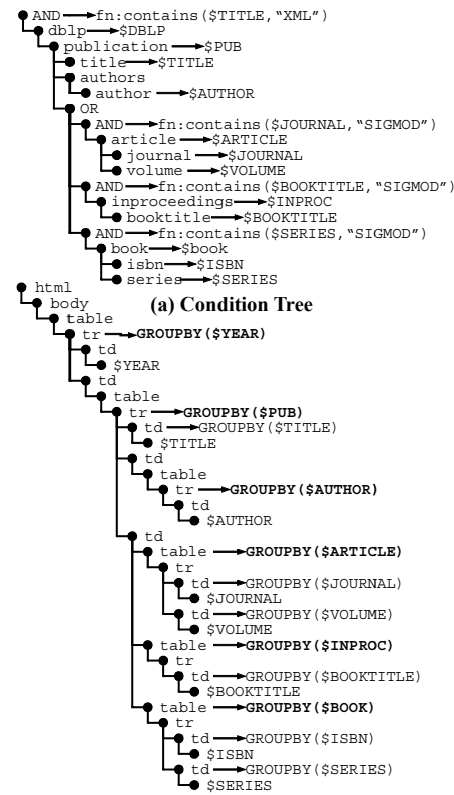 AND fn:contains($TITLE,“XML”)
dblp $DBLP
publication $PUB
title $TITLE
authors
author $AUTHOR
OR
AND fn:contains($JOURNAL,“SIGMOD”)
article $ARTICLE
journal $JOURNAL
volume $VOLUME
AND fn:contains($BOOKTITLE,“SIGMOD”)
inproceedings $INPROC
booktitle $BOOKTITLE
AND fn:contains($SERIES,“SIGMOD”)
book $book
isbn $ISBN
series $SERIES
(a) Condition Tree
html
body
table
tr GROUPBY($YEAR)
td
$YEAR
td
table
tr GROUPBY($PUB)
td GROUPBY($TITLE)
$TITLE
td
table
tr GROUPBY($AUTHOR)
td
$AUTHOR
td
table GROUPBY($ARTICLE)
tr
td GROUPBY($JOURNAL)
$JOURNAL
td GROUPBY($VOLUME)
$VOLUME
table GROUPBY($INPROC)
tr
td GROUPBY($BOOKTITLE)
$BOOKTITLE
table GROUPBY($BOOK)
tr
td GROUPBY($ISBN)
$ISBN
td GROUPBY($SERIES)
$SERIES